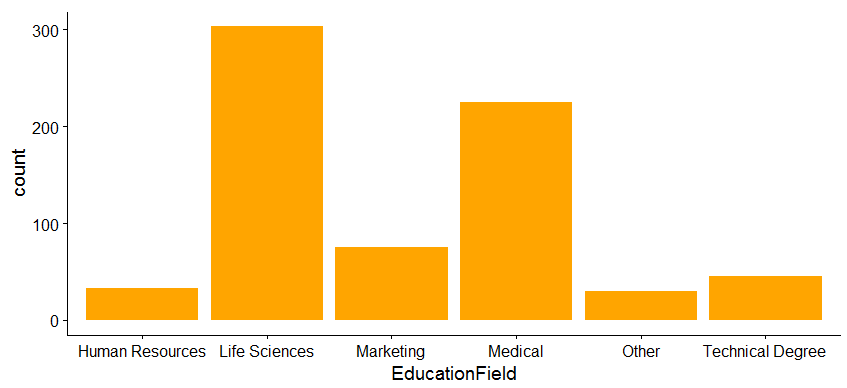 300
200
100
0
count
Human Resources Life Sciences Marketing Medical Other Technical Degree
EducationField